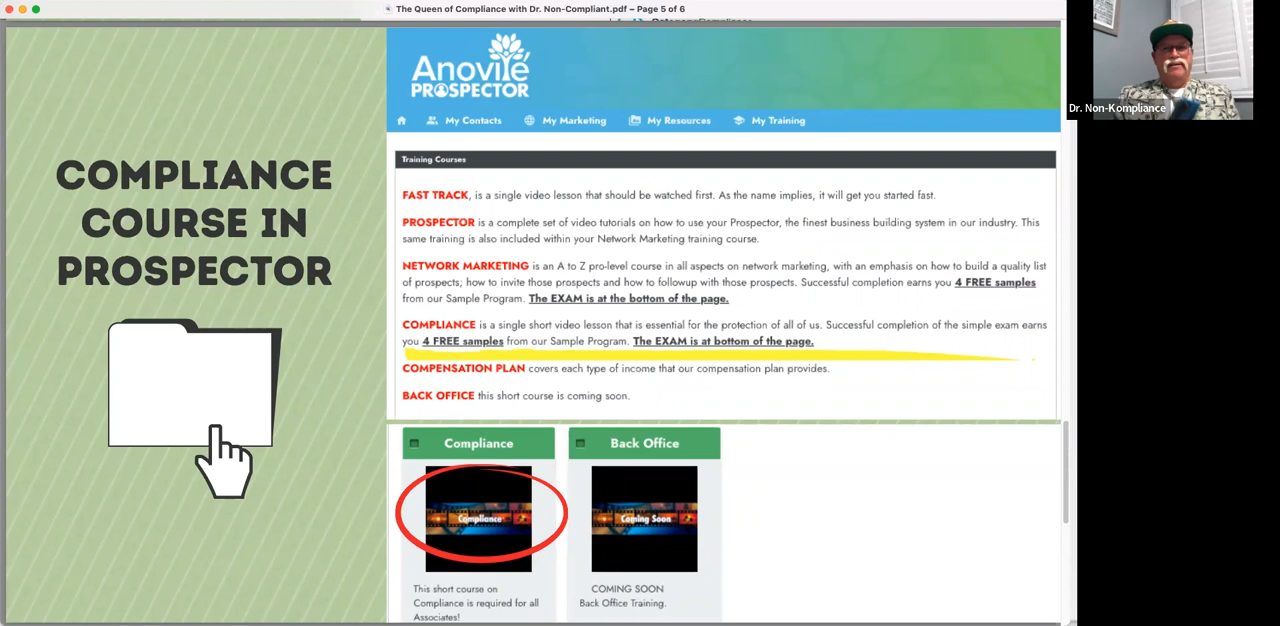 The Queen of Compliance with Dr. Non-Compliant.pdf – Page 5 of 6
COMPLIANCE
COURSE IN
PROSPECTOR
Anovite
PROSPECTOR
My Contacts
My Marketing
My Resources
My Training
Training Courses
FAST TRACK, is a single video lesson that should be watched first. As the name implies, it will get you started fast.
PROSPECTOR is a complete set of video tutorials on how to use your Prospector, the finest business building system in our industry. This
same training is also included within your Network Marketing training course.
NETWORK MARKETING is an A to Z pro-level course in all aspects on network marketing, with an emphasis on how to build a quality list
of prospects; how to invite those prospects and how to followup with those prospects. Successful completion earns you 4 FREE samples
from our Sample Program. The EXAM is at the bottom of the page.
COMPLIANCE is a single short video lesson that is essential for the protection of all of us. Successful completion of the simple exam earns
you 4 FREE samples from our Sample Program. The EXAM is at bottom of the page.
COMPENSATION PLAN covers each type of income that our compensation plan provides.
BACK OFFICE this short course is coming soon.
Compliance
Back Office
Compliance
Coming Soon
This short course on
Compliance is required for all
Associates!
COMING SOON
Back Office Training.
Dr. Non-Kompliance